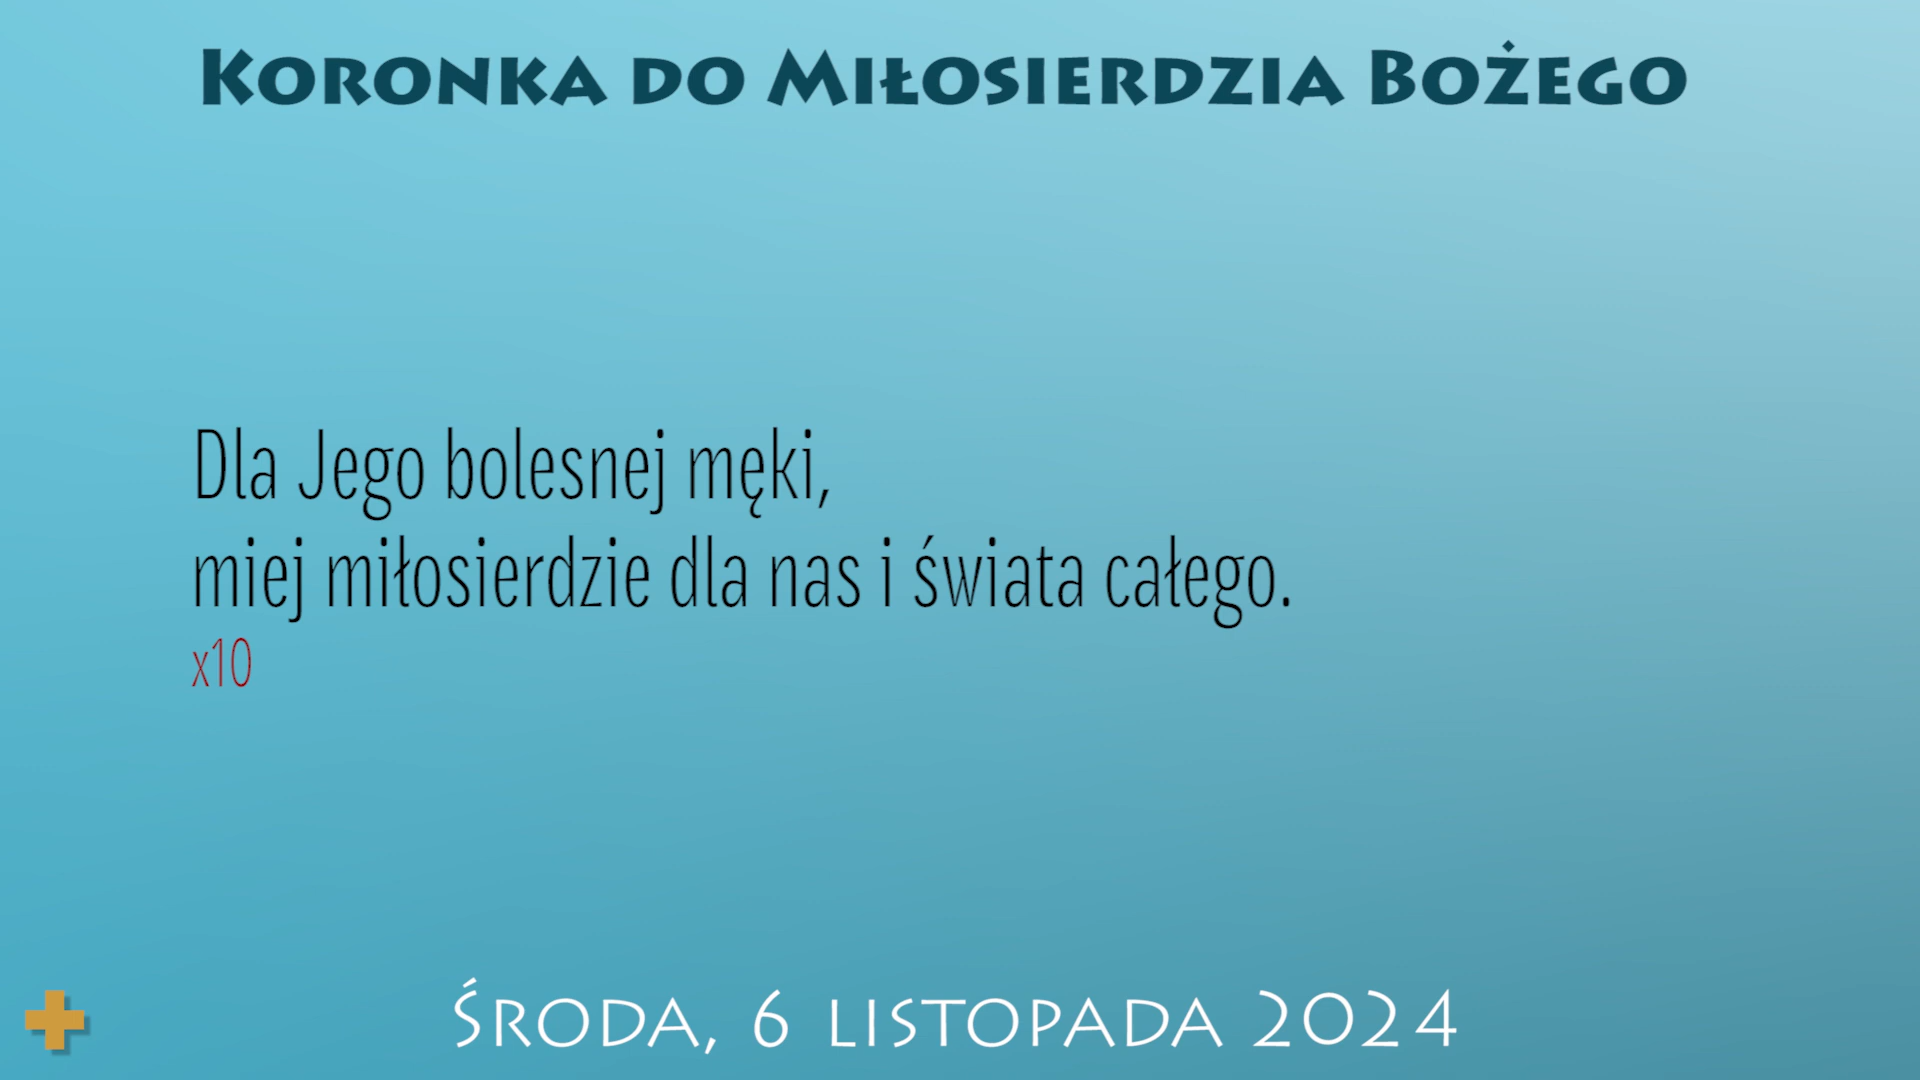 Koronka do Miłosierdzia Bożego
Dla Jego bolesnej męki,
miej miłosierdzie dla nas i świata całego.
x10
Środa, 6 listopada 2024